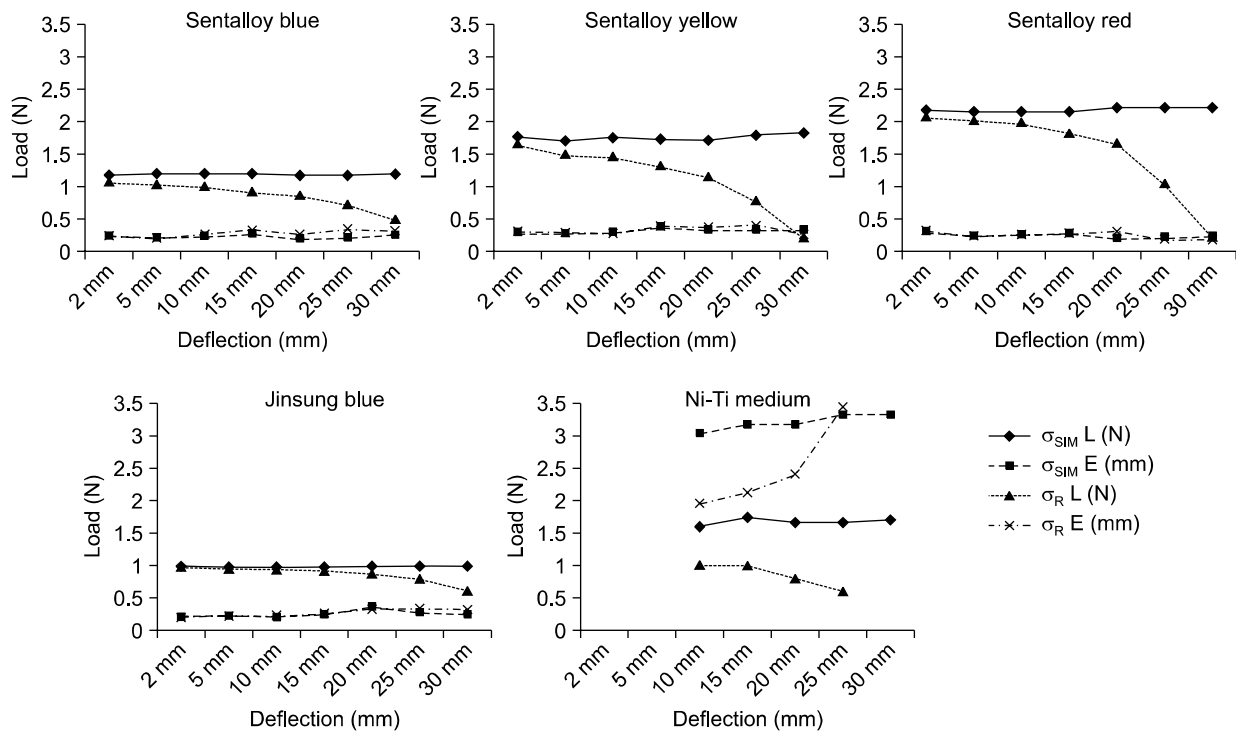 Sentalloy blue
3.5
3
2.5
2
1.5
1
0.5
0
Load (N)
2 mm
5 mm
10 mm
15 mm
20 mm
25 mm
30 mm
Deflection (mm)
Sentalloy yellow
3.5
3
2.5
2
1.5
1
0.5
0
Load (N)
2 mm
5 mm
10 mm
15 mm
20 mm
25 mm
30 mm
Deflection (mm)
Sentalloy red
3.5
3
2.5
2
1.5
1
0.5
0
Load (N)
2 mm
5 mm
10 mm
15 mm
20 mm
25 mm
30 mm
Deflection (mm)
Jinsung blue
3.5
3
2.5
2
1.5
1
0.5
0
Load (N)
2 mm
5 mm
10 mm
15 mm
20 mm
25 mm
30 mm
Deflection (mm)
Ni-Ti medium
3.5
3
2.5
2
1.5
1
0.5
0
Load (N)
2 mm
5 mm
10 mm
15 mm
20 mm
25 mm
30 mm
Deflection (mm)
σSIM L (N)
σSIM E (mm)
σR L (N)
σR E (mm)